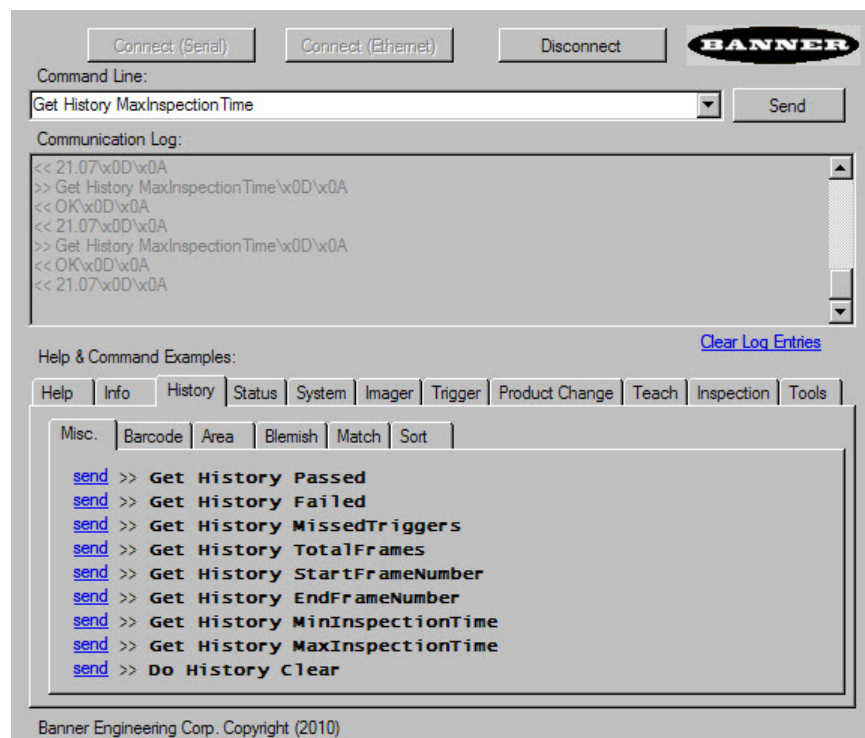 Connect (Serial) Connect (Ethernet) Disconnect BANNER
Command Line:
Get History MaxInspectionTime Send
Communication Log:
<< 21.07\x0D\x0A
>> Get History MaxInspectionTime\x0D\x0A
<< OK\x0D\x0A
<< 21.07\x0D\x0A
>> Get History MaxInspectionTime\x0D\x0A
<< OK\x0D\x0A
<< 21.07\x0D\x0A
Clear Log Entries
Help & Command Examples:
Help Info History Status System Imager Trigger Product Change Teach Inspection Tools
Misc. Barcode Area Blemish Match Sort
send >> Get History Passed
send >> Get History Failed
send >> Get History MissedTriggers
send >> Get History TotalFrames
send >> Get History StartFrameNumber
send >> Get History EndFrameNumber
send >> Get History MinInspectionTime
send >> Get History MaxInspectionTime
send >> Do History Clear
Banner Engineering Corp. Copyright (2010)